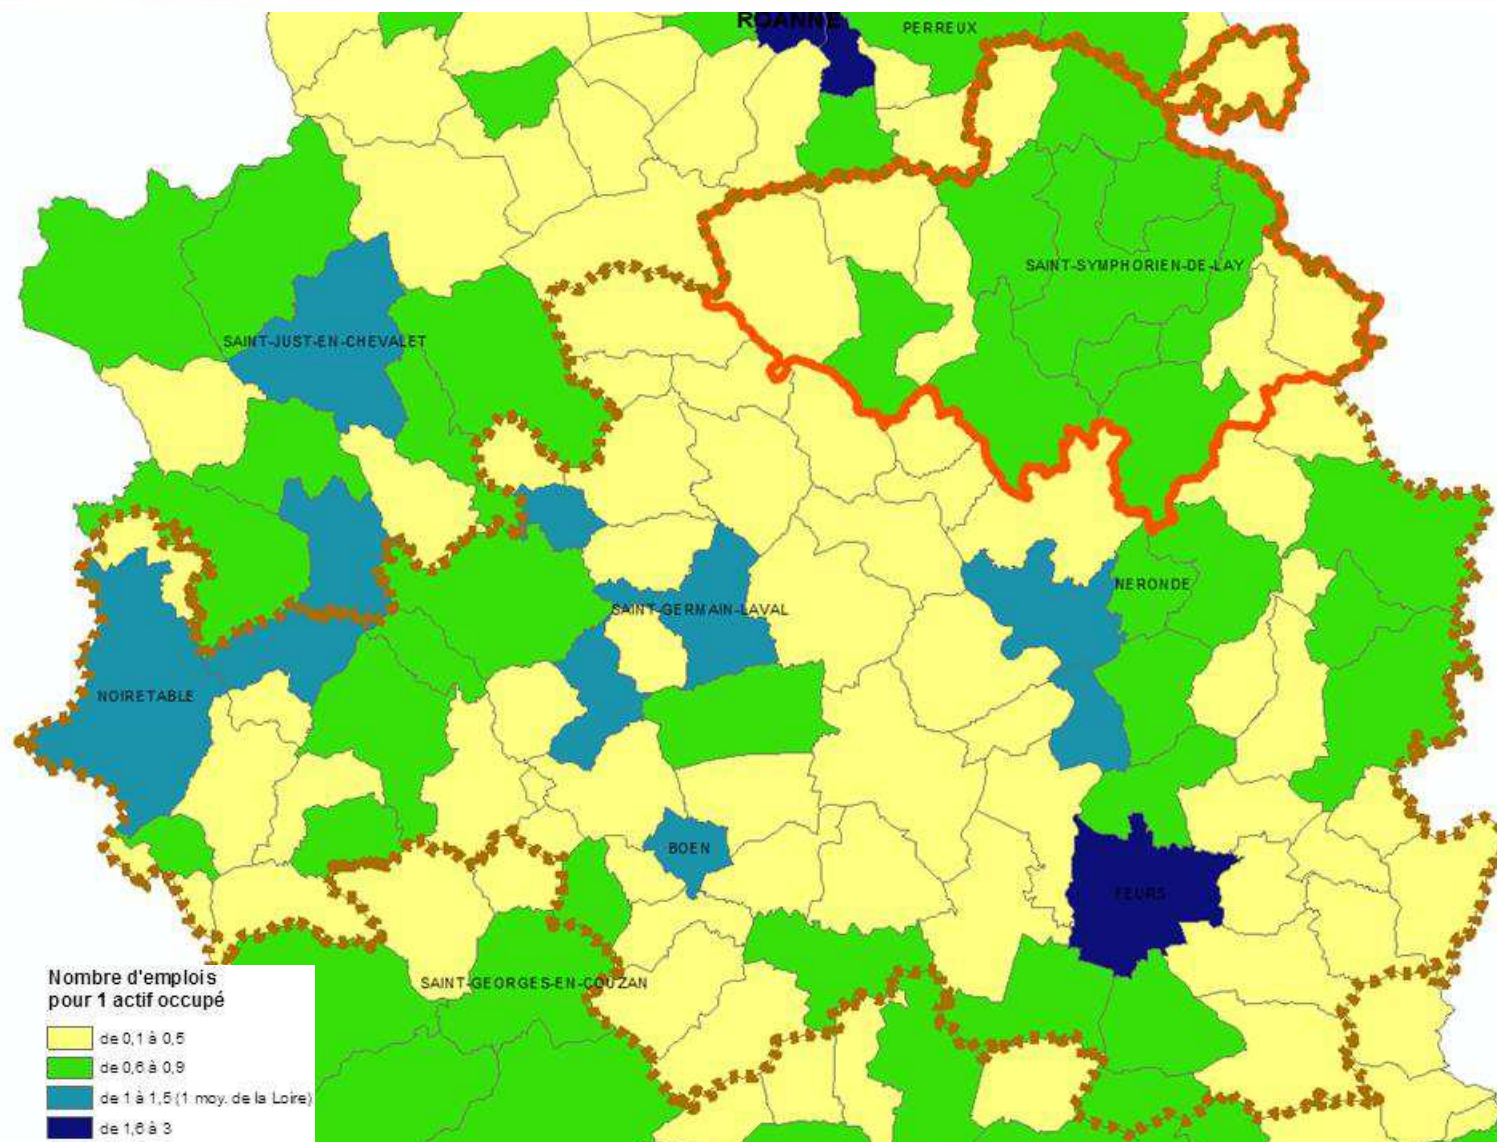 ROANNE
PERREUX
SAINT-SYMPHORIEN-DE-LAY
SAINT-JUST-EN-CHEVALET
NERONDE
SAINT-GERMAIN-LAVAL
NOIRETABLE
BOEN
FEURS
SAINT-GEORGES-EN-COUZAN
Nombre d'emplois
pour 1 actif occupé
de 0,1 à 0,5
de 0,6 à 0,9
de 1 à 1,5 (1 moy. de la Loire)
de 1,6 à 3